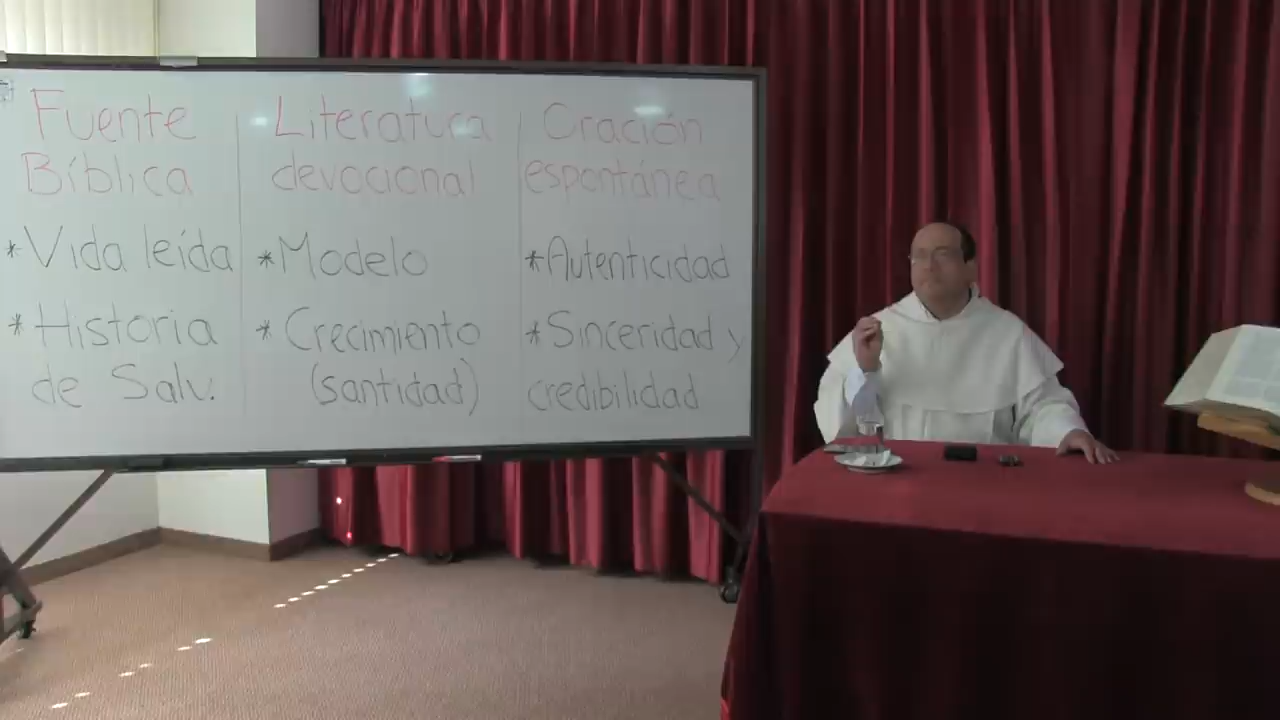 Fuente
Bíblica
*Vida leída
*Historia
de Salv.
Literatura
devocional
*Modelo
*Crecimiento
(santidad)
Oración
espontánea
*Autenticidad
*Sinceridad y
credibilidad